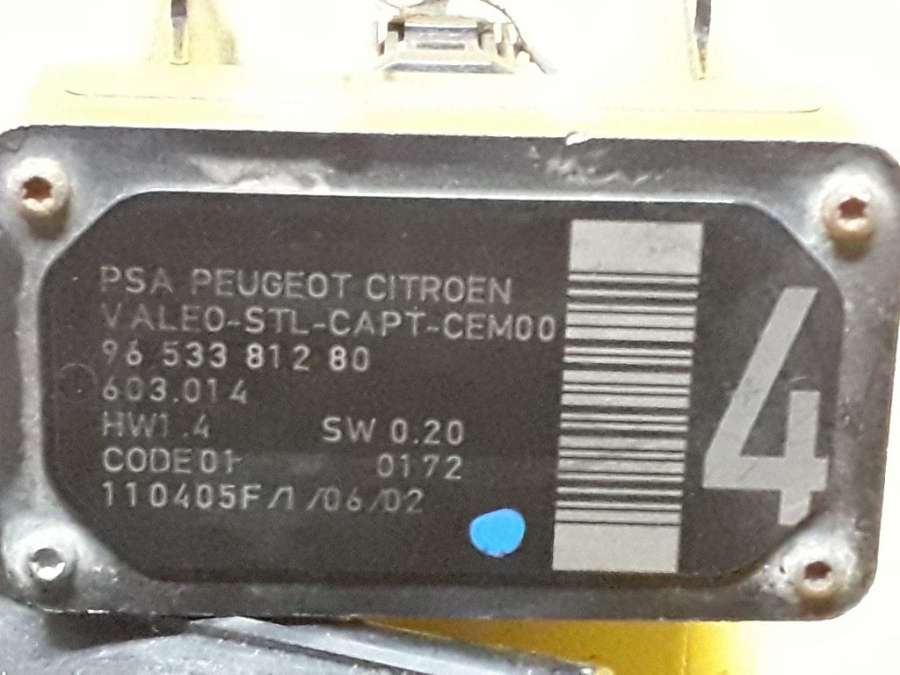 PSA PEUGEOT CITROEN
VALEO-STL-CAPT-CEM00
96 533 812 80
603.014
HW1.4 SW 0.20
CODE01 0172
110405F/1/06/02
4